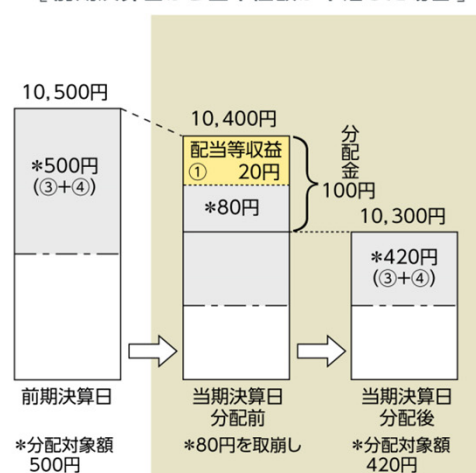 10,500円
*500円
(③+④)
前期決算日
*分配対象額
500円
10,400円
配当等収益
① 20円
*80円
分配金
100円
当期決算日
分配前
*80円を取崩し
10,300円
*420円
(③+④)
当期決算日
分配後
*分配対象額
420円